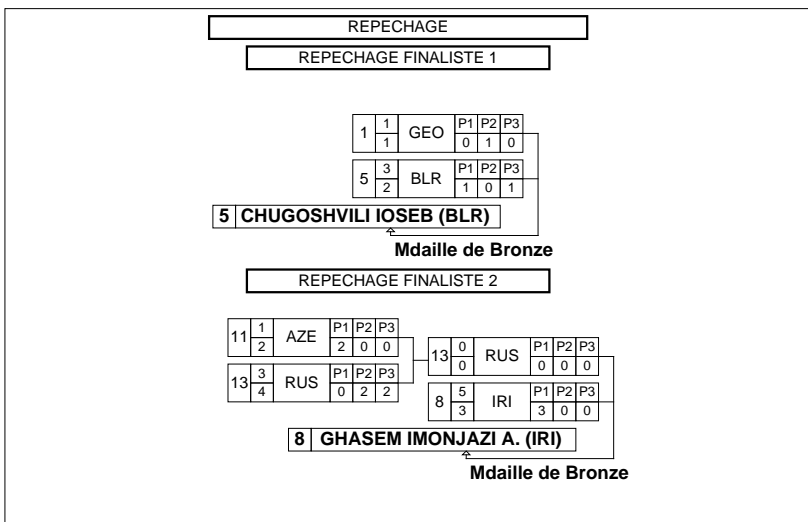 REPECHAGE
REPECHAGE FINALISTE 1
1 1 GEO P1 P2 P3
1 0 1 0
5 3 BLR P1 P2 P3
2 1 0 1
5 CHUGOSHVILI IOSEB (BLR)
Mdaille de Bronze
REPECHAGE FINALISTE 2
11 1 AZE P1 P2 P3
2 2 0 0
13 0 RUS P1 P2 P3
0 0 0 0
13 3 RUS P1 P2 P3
4 0 2 2
8 5 IRI P1 P2 P3
3 3 0 0
8 GHASEM IMONJAZI A. (IRI)
Mdaille de Bronze